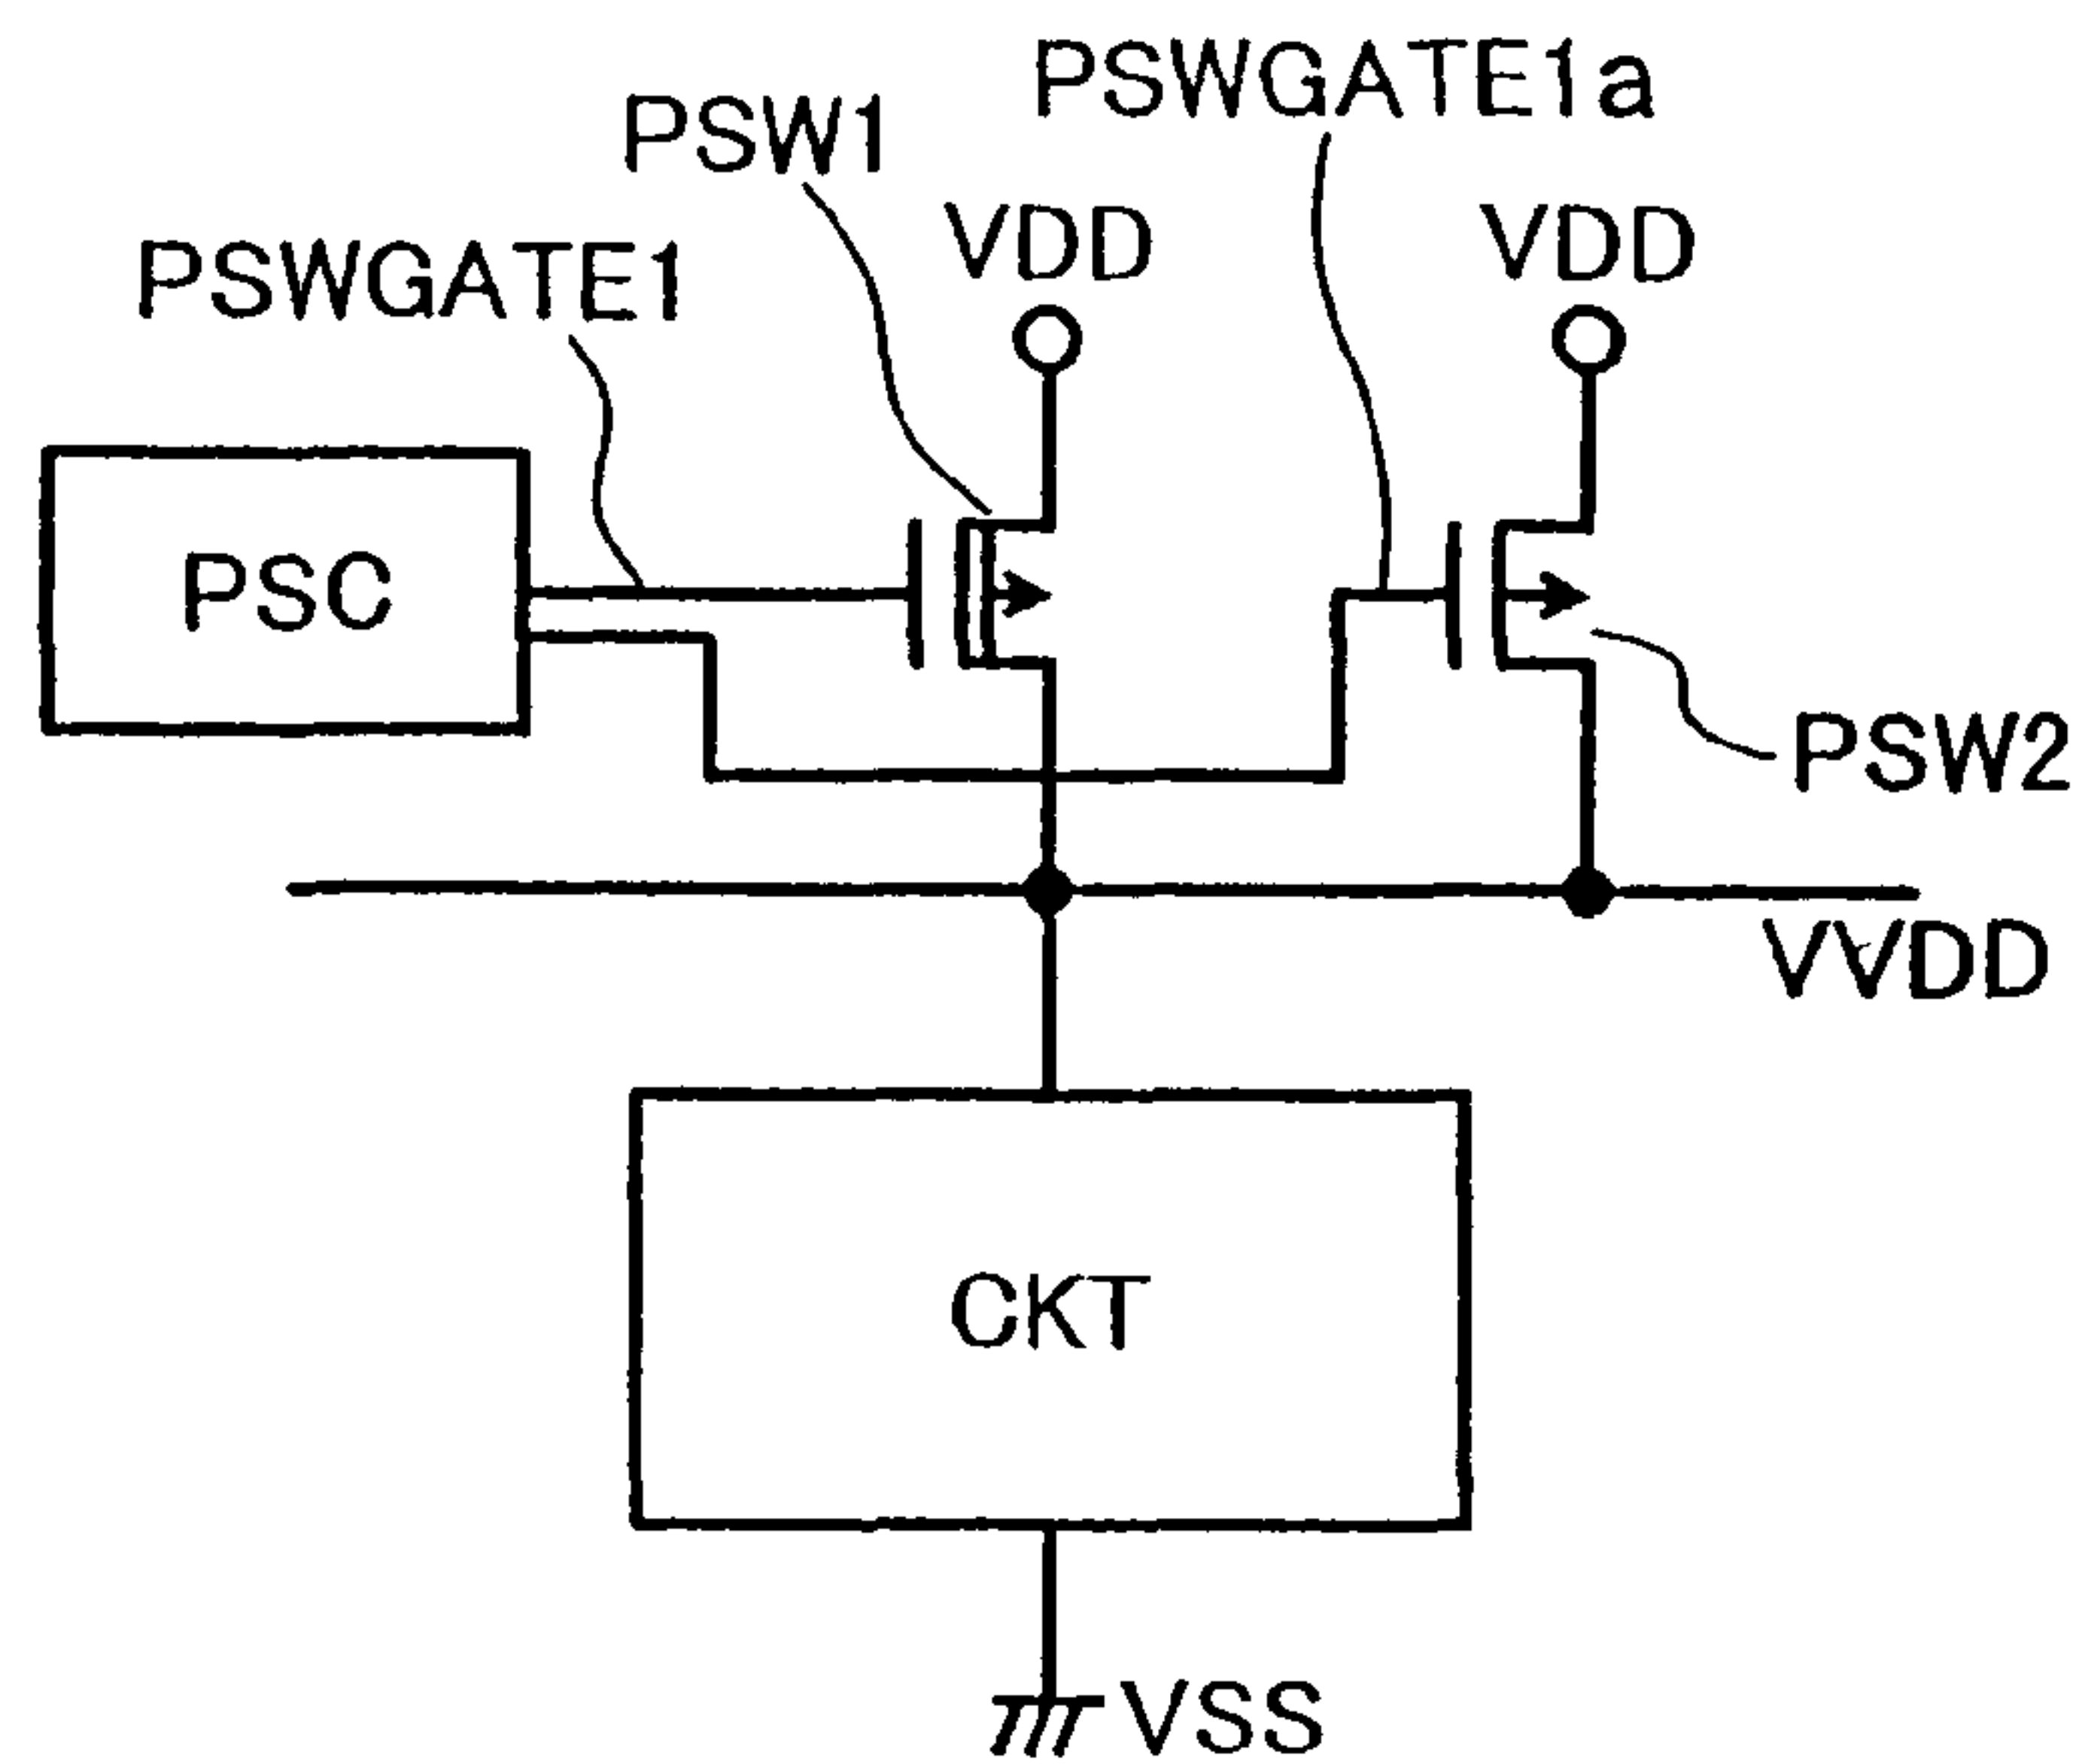 PSWGATE1a
PSW1
VDD
VDD
PSWGATE1
PSC
PSW2
VVDD
CKT
VSS